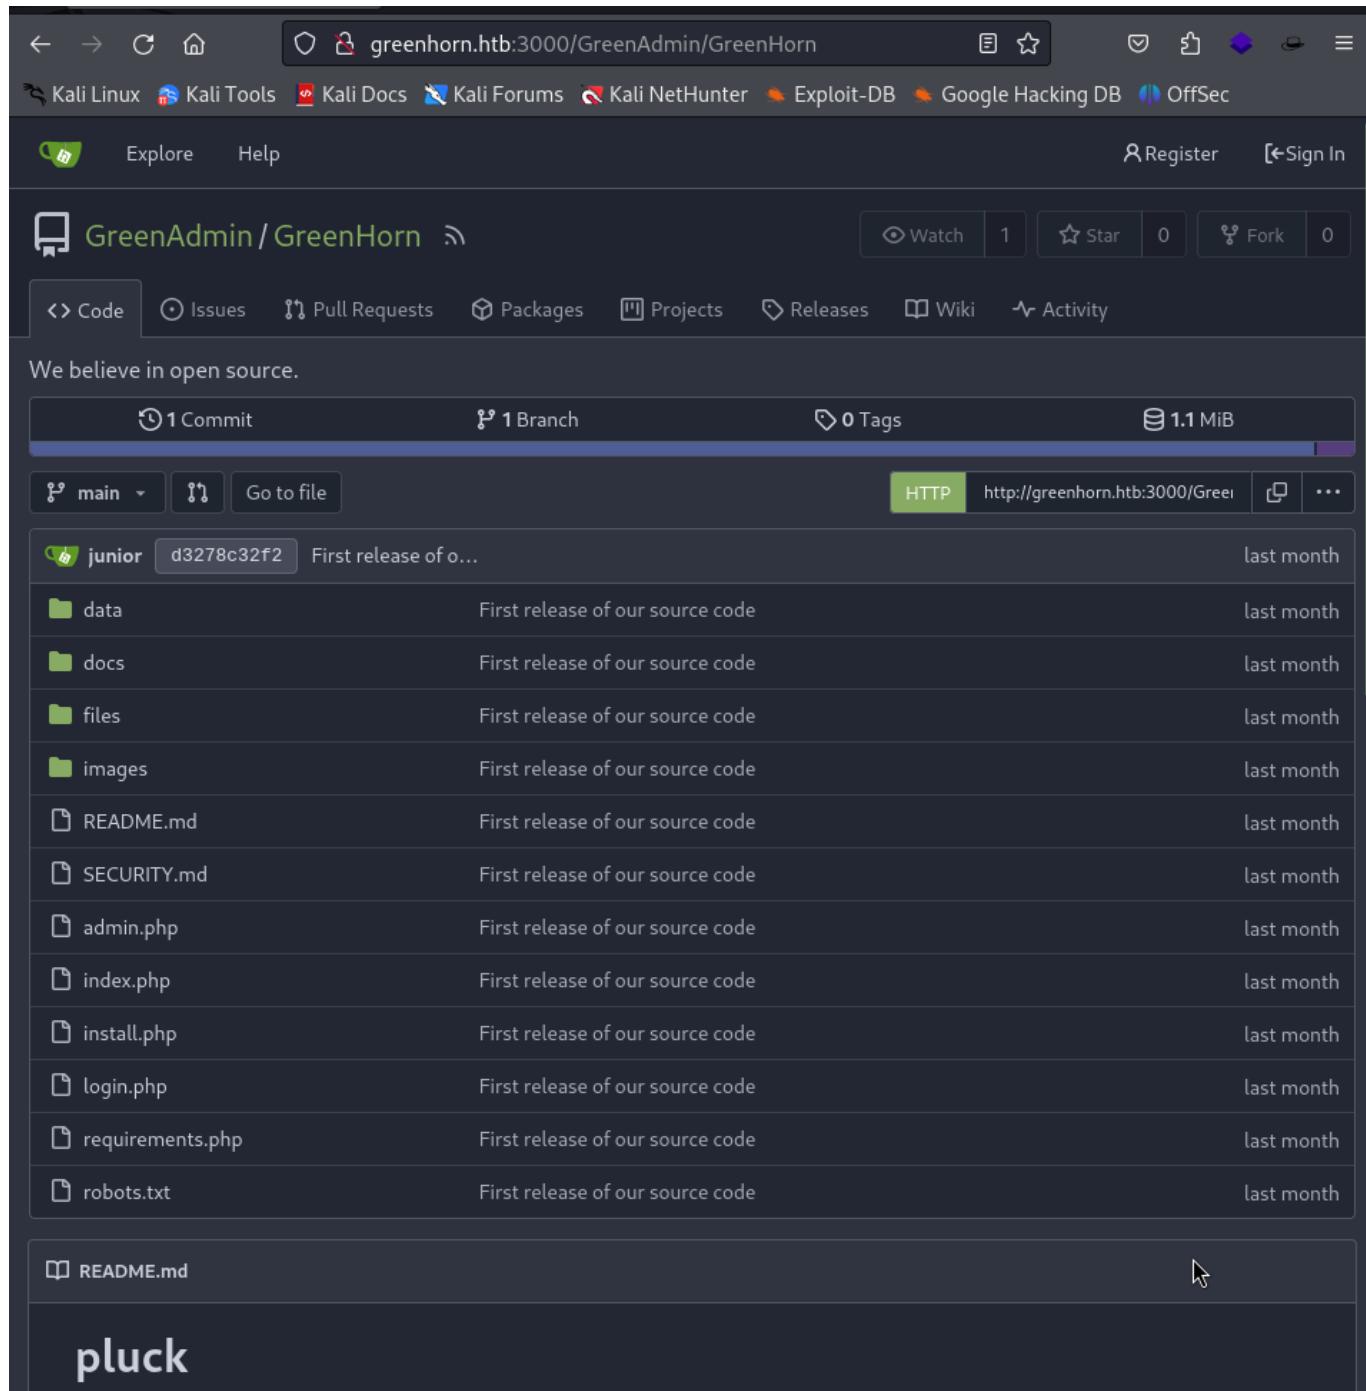 greenhorn.htb:3000/GreenAdmin/GreenHorn
Kali Linux Kali Tools Kali Docs Kali Forums Kali NetHunter Exploit-DB Google Hacking DB OffSec
Explore Help Register Sign In
GreenAdmin / GreenHorn Watch 1 Star 0 Fork 0
Code Issues Pull Requests Packages Projects Releases Wiki Activity
We believe in open source.
1 Commit 1 Branch 0 Tags 1.1 MiB
main Go to file HTTP http://greenhorn.htb:3000/Greei
junior d3278c32f2 First release of o... last month
data First release of our source code last month
docs First release of our source code last month
files First release of our source code last month
images First release of our source code last month
README.md First release of our source code last month
SECURITY.md First release of our source code last month
admin.php First release of our source code last month
index.php First release of our source code last month
install.php First release of our source code last month
login.php First release of our source code last month
requirements.php First release of our source code last month
robots.txt First release of our source code last month
README.md
pluck